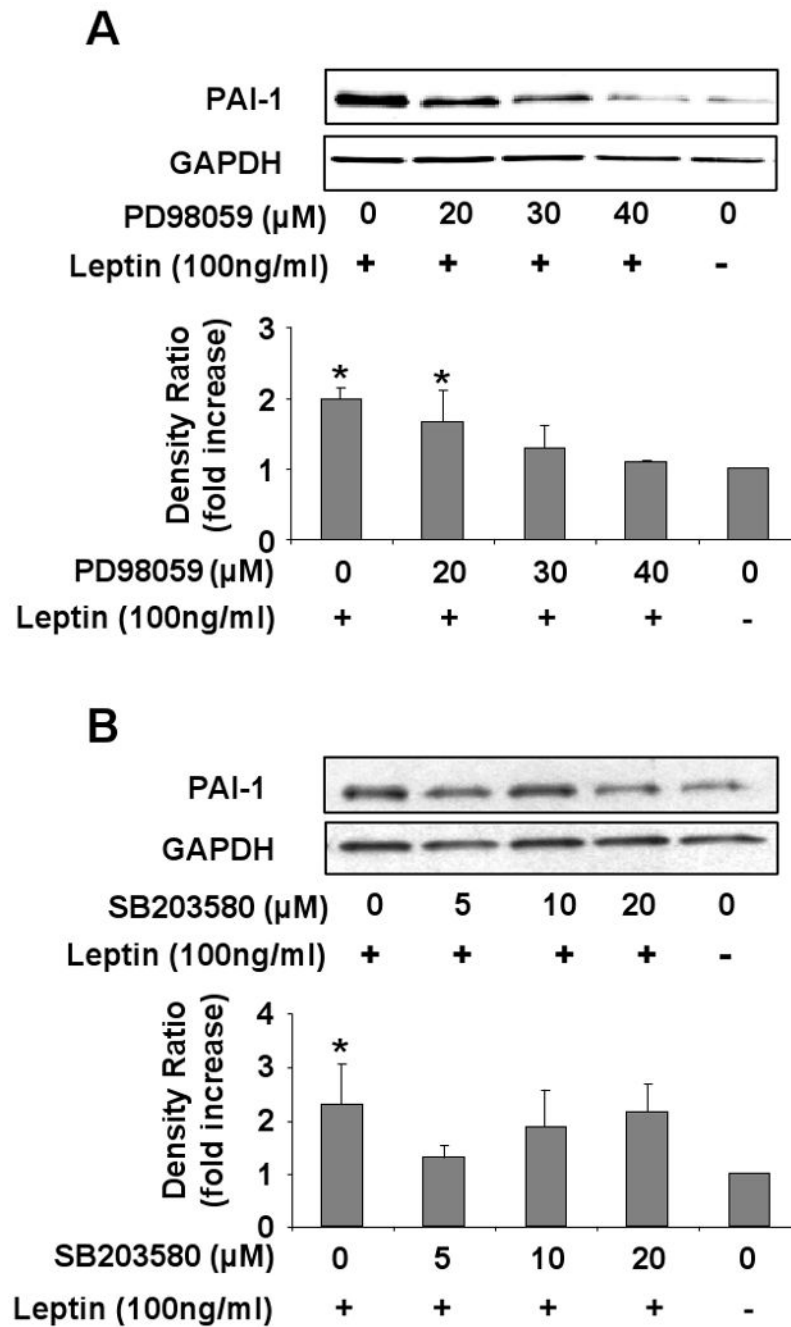 A
PAI-1
GAPDH
PD98059 (µM) 0 20 30 40 0
Leptin (100ng/ml) + + + + -
Density Ratio
(fold increase)
3
2
1
0
* *
PD98059 (µM) 0 20 30 40 0
Leptin (100ng/ml) + + + + -
B
PAI-1
GAPDH
SB203580 (µM) 0 5 10 20 0
Leptin (100ng/ml) + + + + -
Density Ratio
(fold increase)
4
3
2
1
0
*
SB203580 (µM) 0 5 10 20 0
Leptin (100ng/ml) + + + + -